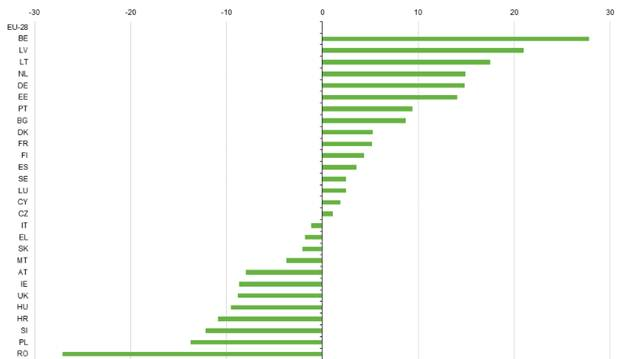 -30 -20 -10 0 10 20 30
EU-28
BE
LV
LT
NL
DE
EE
PT
BG
DK
FR
FI
ES
SE
LU
CY
CZ
IT
EL
SK
MT
AT
IE
UK
HU
HR
SI
PL
RO